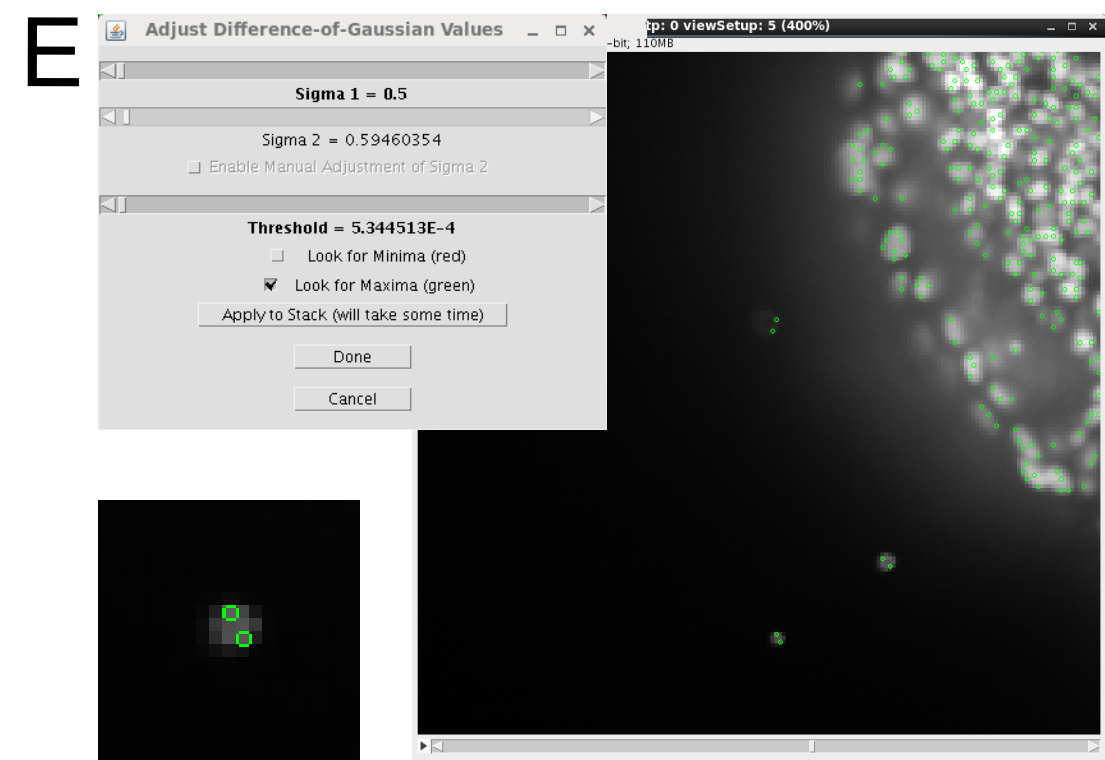 E
Adjust Difference-of-Gaussian Values
tp: 0 viewSetup: 5 (400%)
-bit; 110MB
Sigma 1 = 0.5
Sigma 2 = 0.59460354
Enable Manual Adjustment of Sigma 2
Threshold = 5.344513E-4
Look for Minima (red)
Look for Maxima (green)
Apply to Stack (will take some time)
Done
Cancel